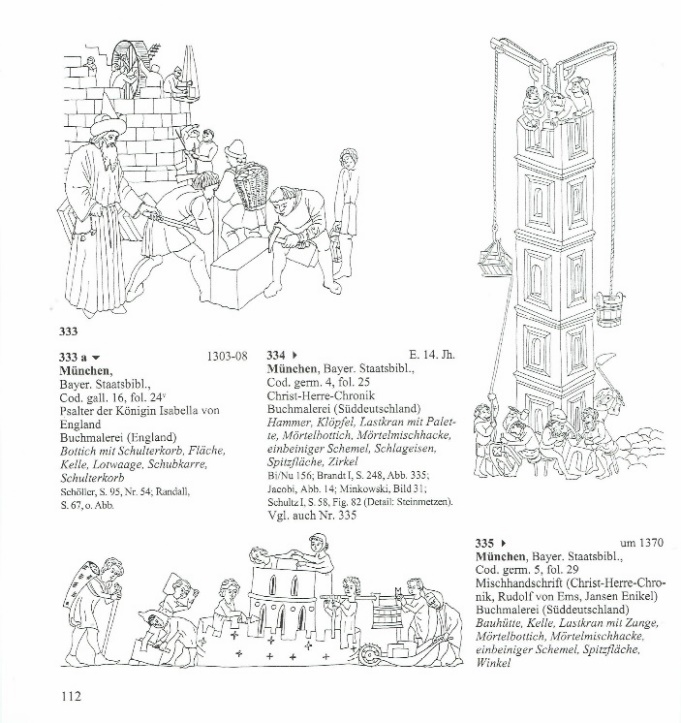 333
333 a ▾ 1303-08
München,
Bayer. Staatsbibl.,
Cod. gall. 16, fol. 24ᵛ
Psalter der Königin Isabella von
England
Buchmalerei (England)
Bottich mit Schulterkorb, Fläche,
Kelle, Lotwaage, Schubkarre,
Schulterkorb
Schöller, S. 95, Nr. 54; Randall,
S. 67, o. Abb.
334 ▸ E. 14. Jh.
München, Bayer. Staatsbibl.,
Cod. germ. 4, fol. 25
Christ-Herre-Chronik
Buchmalerei (Süddeutschland)
Hammer, Klöpfel, Lastkran mit Palet-
te, Mörtelbottich, Mörtelmischhacke,
einbeiniger Schemel, Schlageisen,
Spitzfläche, Zirkel
Bi/Nu 156; Brandt I, S. 248, Abb. 335;
Jacobi, Abb. 14; Minkowski, Bild 31;
Schultz I, S. 58, Fig. 82 (Detail: Steinmetzen).
Vgl. auch Nr. 335
335 ▸ um 1370
München, Bayer. Staatsbibl.,
Cod. germ. 5, fol. 29
Mischhandschrift (Christ-Herre-Chro-
nik, Rudolf von Ems, Jansen Enikel)
Buchmalerei (Süddeutschland)
Bauhütte, Kelle, Lastkran mit Zange,
Mörtelbottich, Mörtelmischhacke,
einbeiniger Schemel, Spitzfläche,
Winkel
112